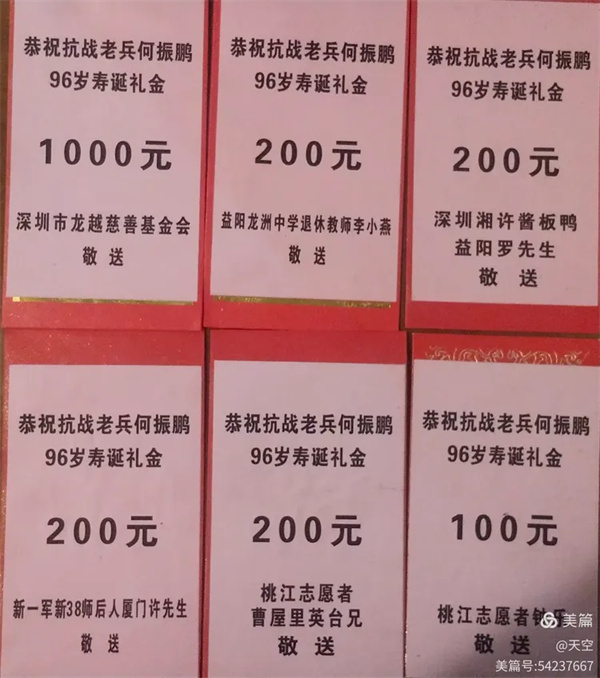 恭祝抗战老兵何振鹏
96岁寿诞礼金
1000元
深圳市龙越慈善基金会
敬 送
恭祝抗战老兵何振鹏
96岁寿诞礼金
200元
益阳龙洲中学退休教师李小燕
敬 送
恭祝抗战老兵何振鹏
96岁寿诞礼金
200元
深圳湘许酱板鸭
益阳罗先生
敬 送
恭祝抗战老兵何振鹏
96岁寿诞礼金
200元
新一军新38师后人厦门许先生
敬 送
恭祝抗战老兵何振鹏
96岁寿诞礼金
200元
桃江志愿者
曹屋里英台兄
敬 送
恭祝抗战老兵何振鹏
96岁寿诞礼金
100元
桃江志愿者
敬 送
美篇
@天空
美篇号:54237667